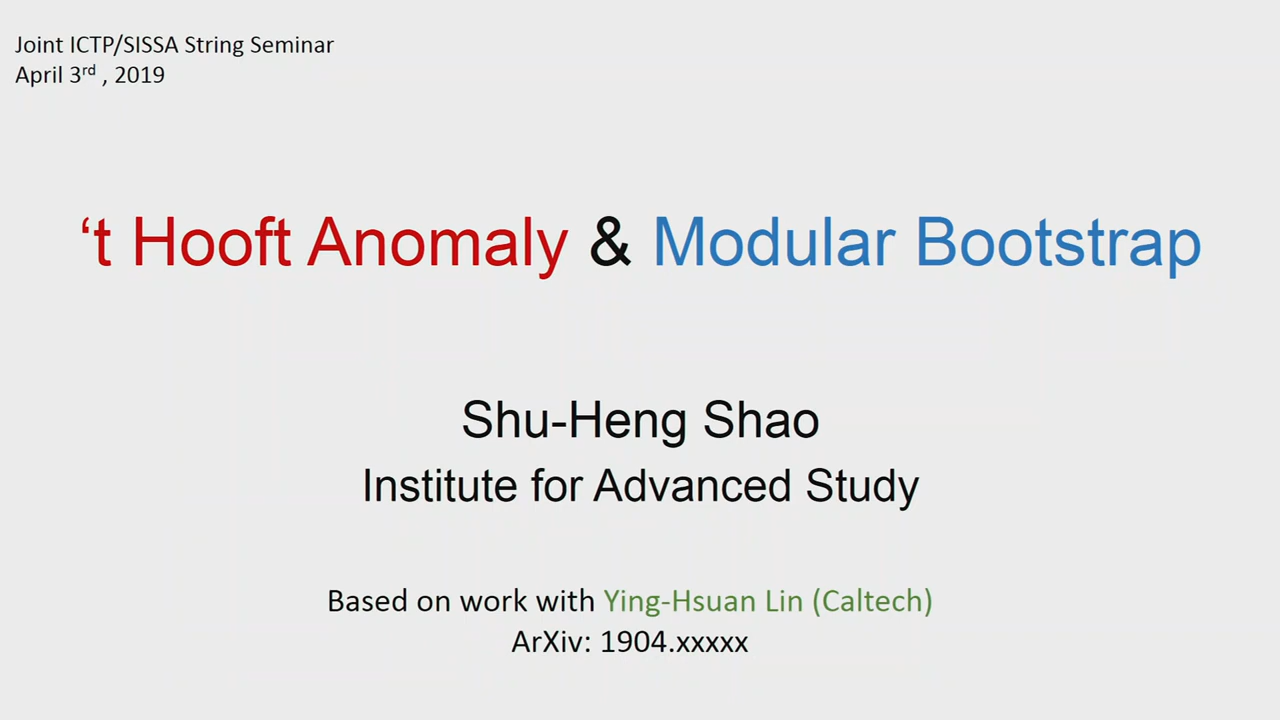 Joint ICTP/SISSA String Seminar
April 3rd , 2019
‘t Hooft Anomaly & Modular Bootstrap
Shu-Heng Shao
Institute for Advanced Study
Based on work with Ying-Hsuan Lin (Caltech)
ArXiv: 1904.xxxxx